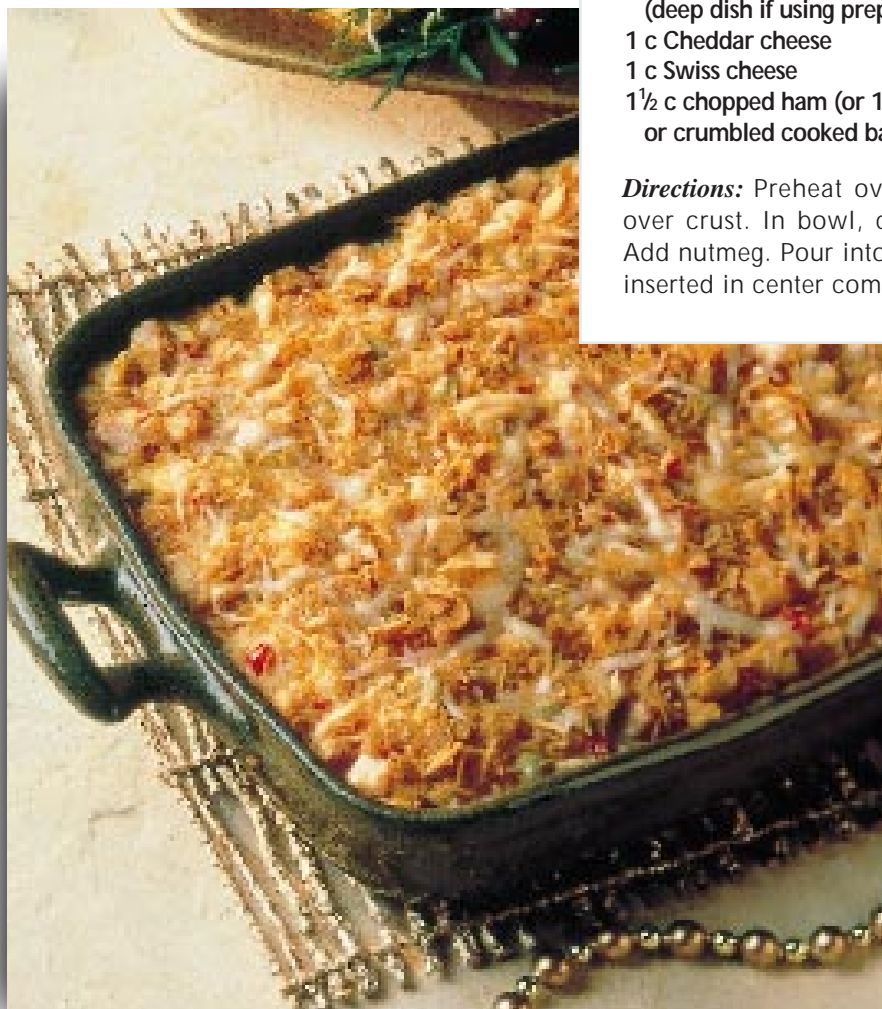 (deep dish if using prep
1 c Cheddar cheese
1 c Swiss cheese
1½ c chopped ham (or 1
or crumbled cooked ba
Directions: Preheat ov
over crust. In bowl, c
Add nutmeg. Pour into
inserted in center com